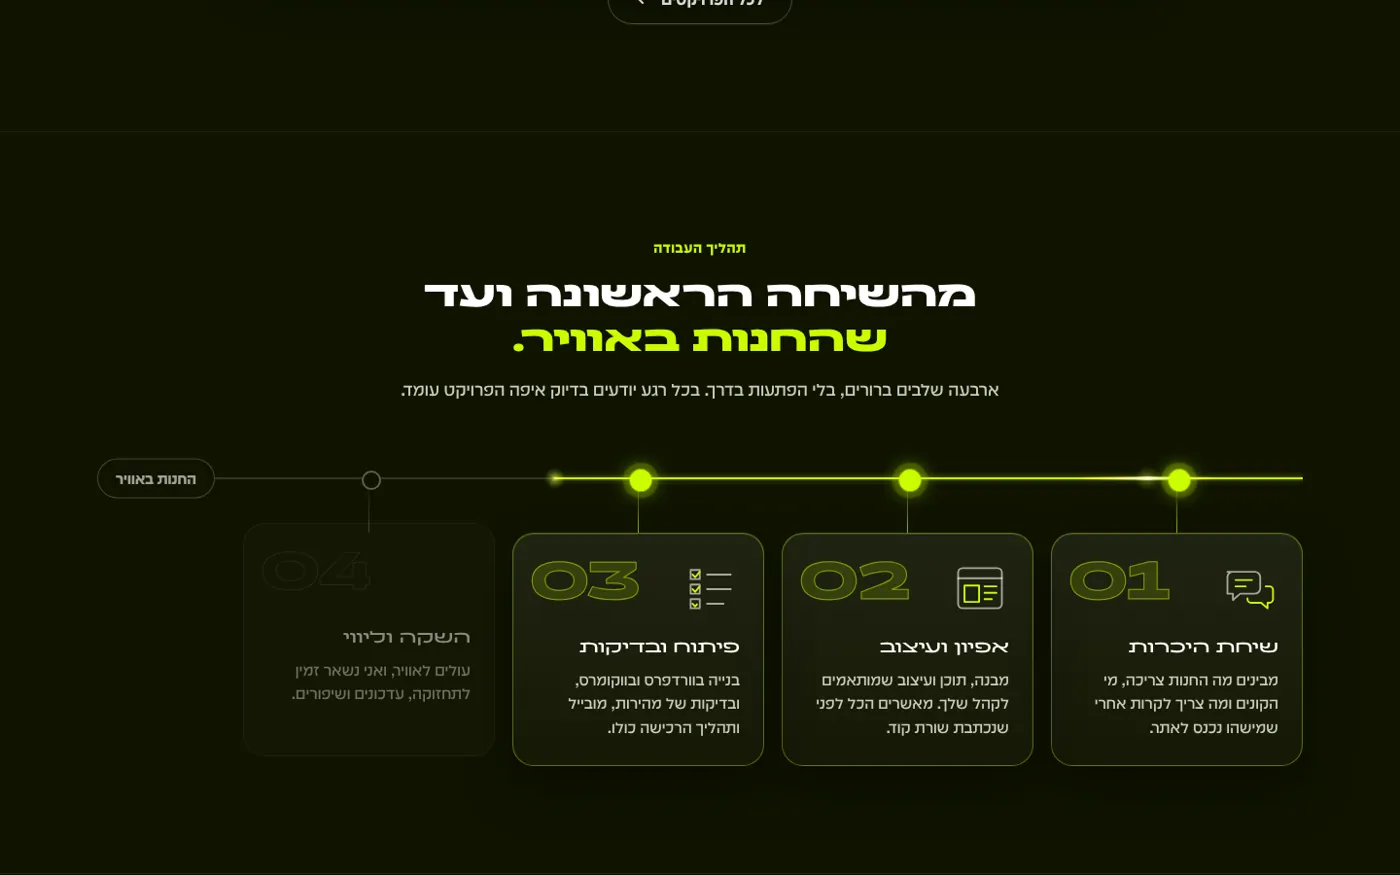 לכל הפרויקטים
תהליך העבודה
מהשיחה הראשונה ועד
שהחנות באוויר.
ארבעה שלבים ברורים, בלי הפתעות בדרך. בכל רגע יודעים בדיוק איפה הפרויקט עומד.
החנות באוויר
01
שיחת היכרות
מבינים מה החנות צריכה, מי
הקונים ומה צריך לקרות אחרי
שמישהו נכנס לאתר.
02
אפיון ועיצוב
מבנה, תוכן ועיצוב שמותאמים
לקהל שלך. מאשרים הכל לפני
שנכתבת שורת קוד.
03
פיתוח ובדיקות
בנייה בוורדפרס ובווקומרס,
ובדיקות של מהירות, מובייל
ותהליך הרכישה כולו.
04
השקה וליווי
עולים לאוויר, ואני נשאר זמין
לתחזוקה, עדכונים ושיפורים.